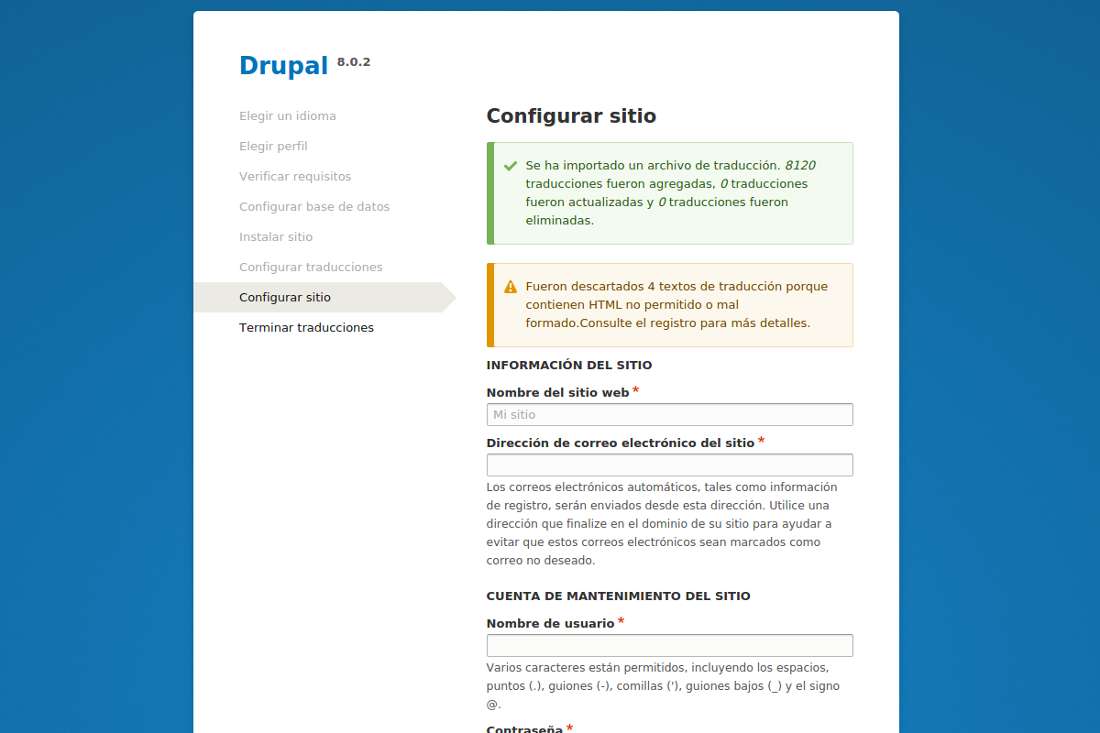 Drupal 8.0.2
Elegir un idioma
Elegir perfil
Verificar requisitos
Configurar base de datos
Instalar sitio
Configurar traducciones
Configurar sitio
Terminar traducciones
Configurar sitio
Se ha importado un archivo de traducción. 8120
traducciones fueron agregadas, 0 traducciones
fueron actualizadas y 0 traducciones fueron
eliminadas.
Fueron descartados 4 textos de traducción porque
contienen HTML no permitido o mal
formado.Consulte el registro para más detalles.
INFORMACIÓN DEL SITIO
Nombre del sitio web *
Mi sitio
Dirección de correo electrónico del sitio *
Los correos electrónicos automáticos, tales como información
de registro, serán enviados desde esta dirección. Utilice una
dirección que finalize en el dominio de su sitio para ayudar a
evitar que estos correos electrónicos sean marcados como
correo no deseado.
CUENTA DE MANTENIMIENTO DEL SITIO
Nombre de usuario *
Varios caracteres están permitidos, incluyendo los espacios,
puntos (.), guiones (-), comillas ('), guiones bajos (_) y el signo
@.
Contraseña *